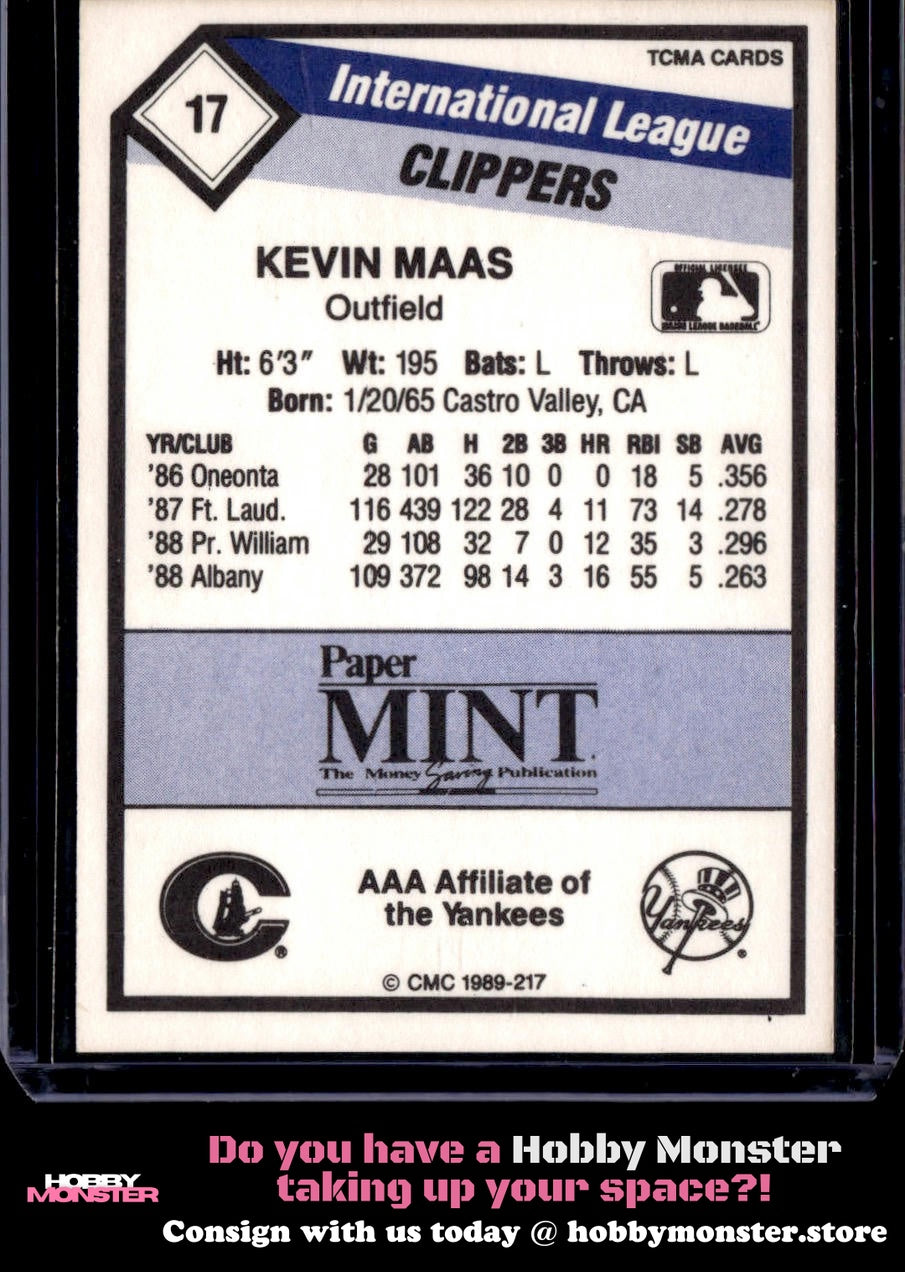 TCMA CARDS
17
International League
CLIPPERS
KEVIN MAAS
Outfield
OFFICIAL LICENSEE
MAJOR LEAGUE BASEBALL
Ht: 6'3" Wt: 195 Bats: L Throws: L
Born: 1/20/65 Castro Valley, CA
YR/CLUB G AB H 2B 3B HR RBI SB AVG
'86 Oneonta 28 101 36 10 0 0 18 5 .356
'87 Ft. Laud. 116 439 122 28 4 11 73 14 .278
'88 Pr. William 29 108 32 7 0 12 35 3 .296
'88 Albany 109 372 98 14 3 16 55 5 .263
Paper
MINT
The Money Saving Publication
C ®
AAA Affiliate of
the Yankees
Yankees ®
© CMC 1989-217
HOBBY
MONSTER
Do you have a Hobby Monster
taking up your space?!
Consign with us today @ hobbymonster.store